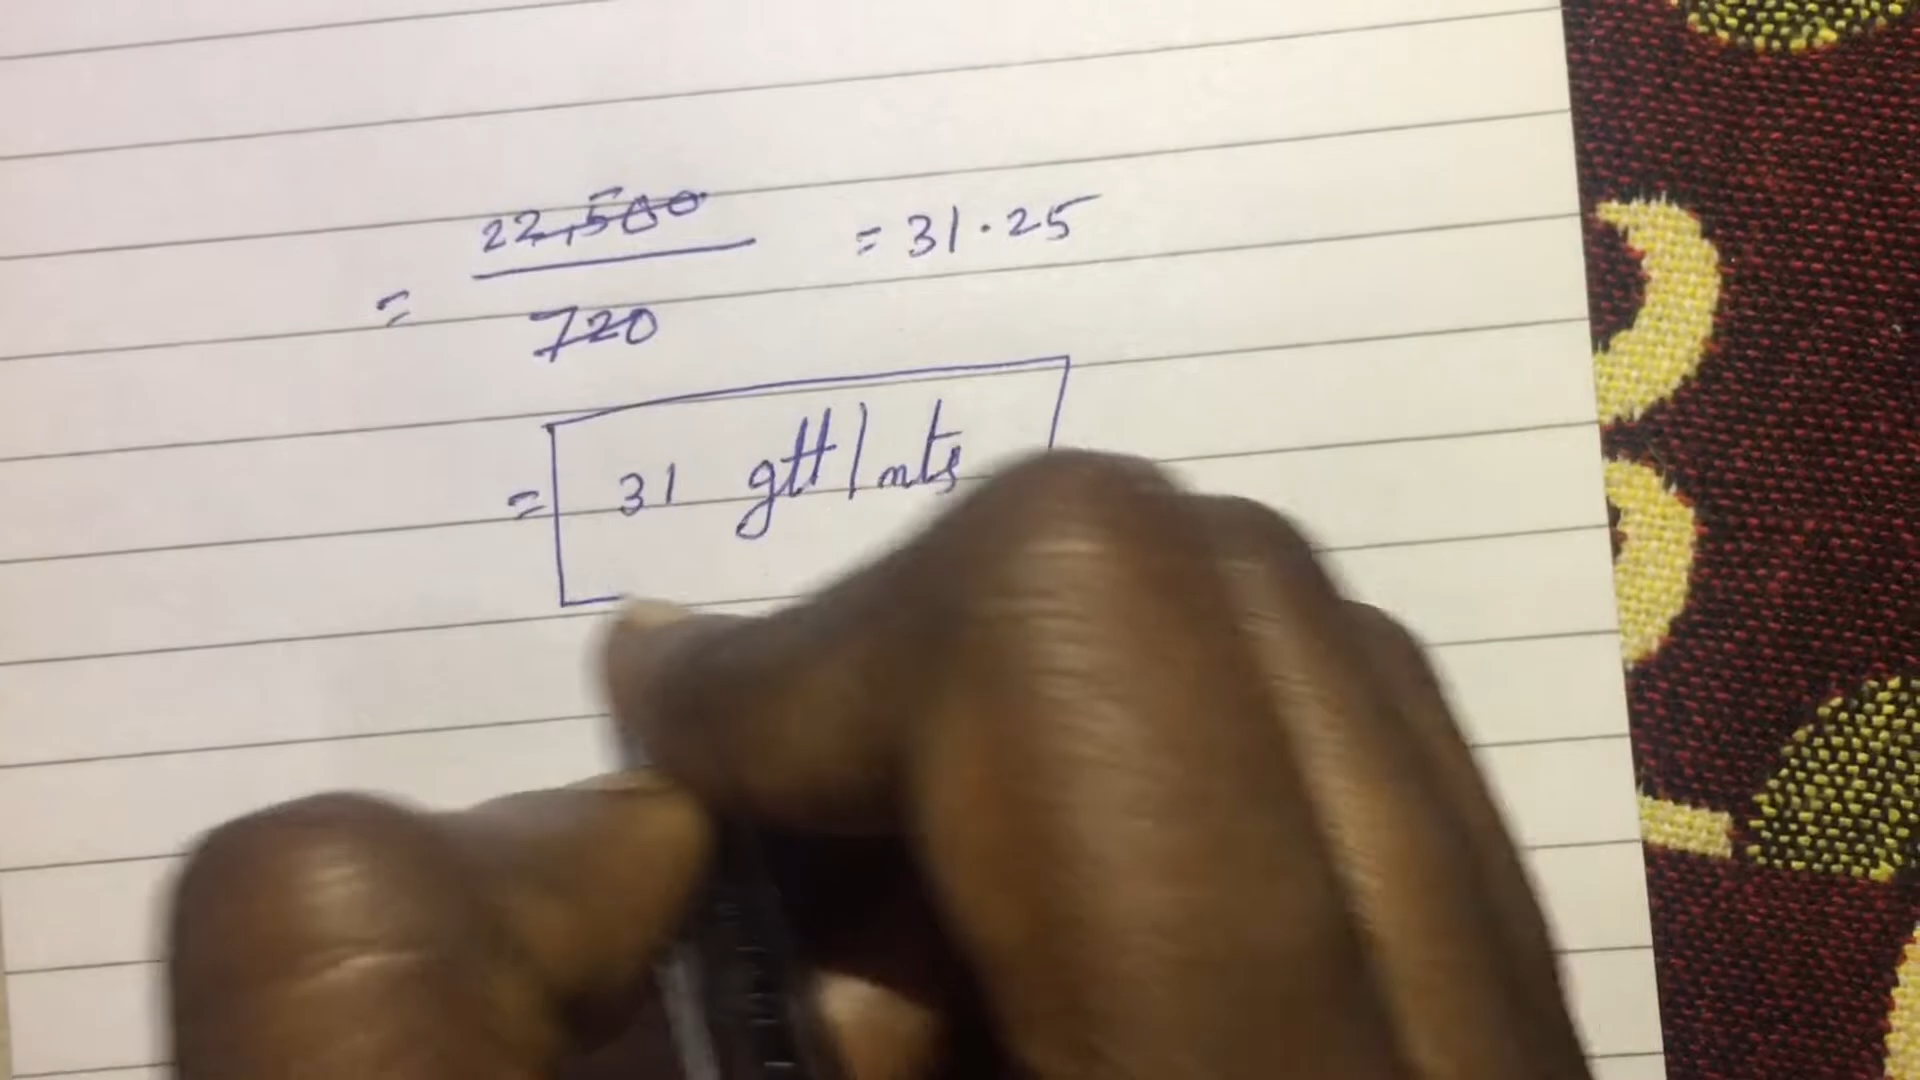 = 22,500 / 720 = 31.25
= 31 gtt/mts